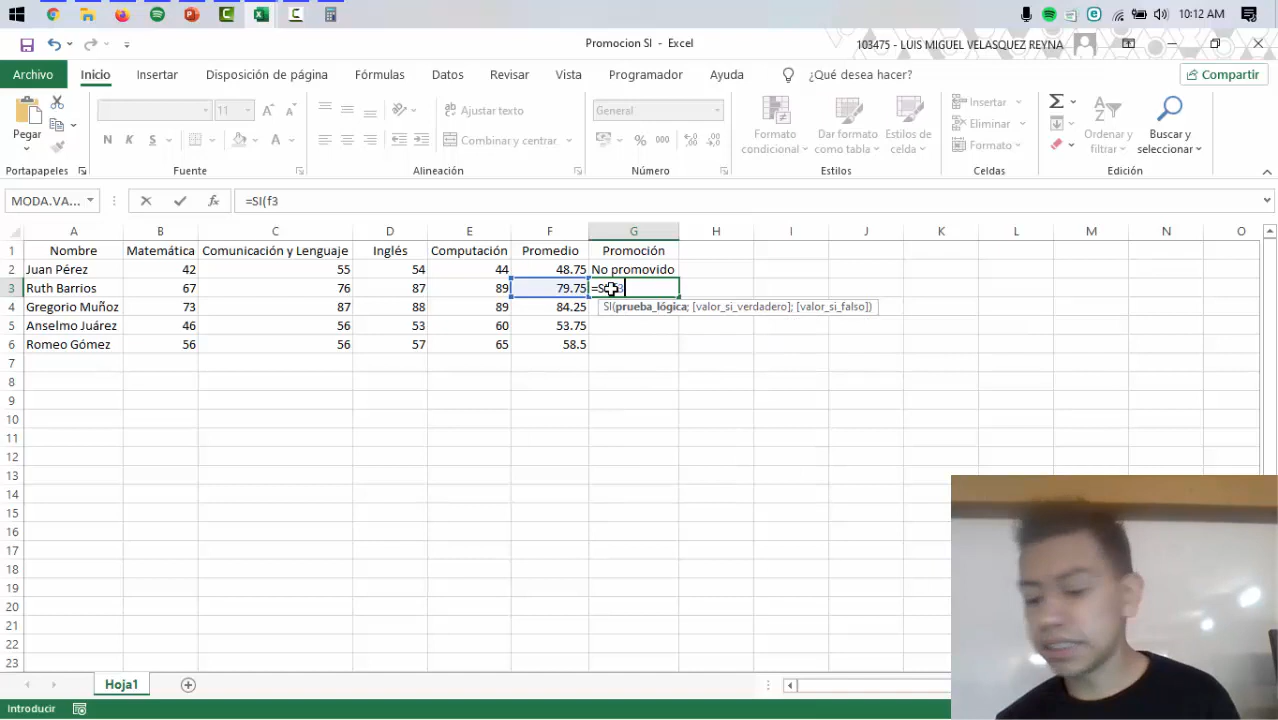 10:12 AM
Promocion SI - Excel
103475 - LUIS MIGUEL VELASQUEZ REYNA
Archivo Inicio Insertar Disposición de página Fórmulas Datos Revisar Vista Programador Ayuda ¿Qué desea hacer? Compartir
Pegar
11
Ajustar texto
General
Formato condicional
Dar formato como tabla
Estilos de celda
Insertar
Eliminar
Formato
Ordenar y filtrar
Buscar y seleccionar
N K S
Combinar y centrar
% 000
Portapapeles Fuente Alineación Número Estilos Celdas Edición
MODA.VA... fx =SI(f3
A B C D E F G H I J K L M N O
1 Nombre Matemática Comunicación y Lenguaje Inglés Computación Promedio Promoción
2 Juan Pérez 42 55 54 44 48.75 No promovido
3 Ruth Barrios 67 76 87 89 79.75 =SI(f3
4 Gregorio Muñoz 73 87 88 89 84.25
SI(prueba_lógica; [valor_si_verdadero]; [valor_si_falso])
5 Anselmo Juárez 46 56 53 60 53.75
6 Romeo Gómez 56 56 57 65 58.5
7
8
9
10
11
12
13
14
15
16
17
18
19
20
21
22
23
Hoja1
Introducir